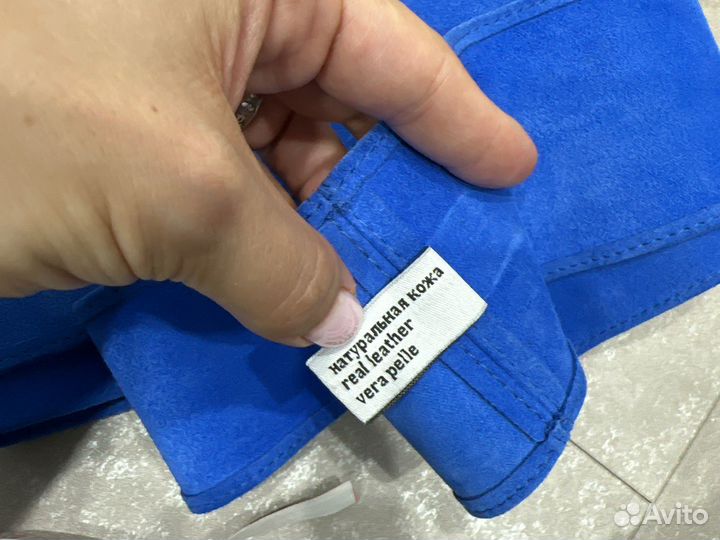 натуральная кожа
real leather
vera pelle
Avito